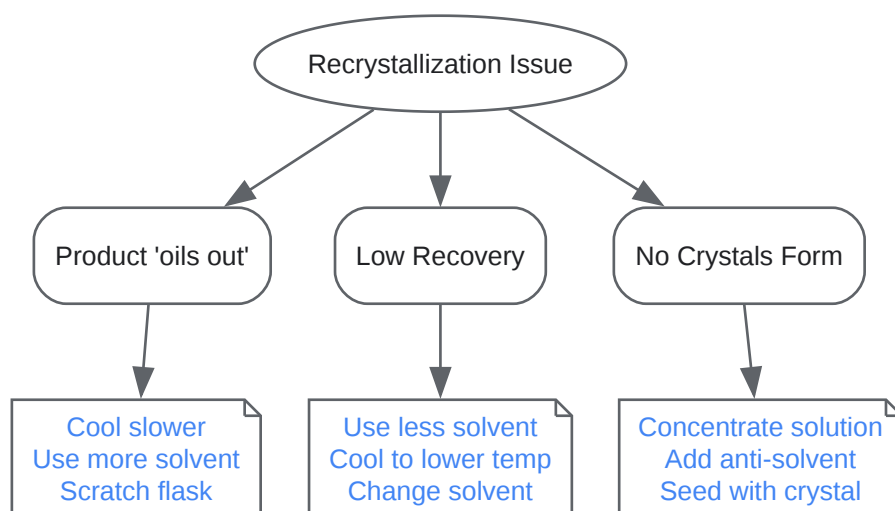 Recrystallization Issue
Product 'oils out'
Low Recovery
No Crystals Form
Cool slower
Use more solvent
Scratch flask
Use less solvent
Cool to lower temp
Change solvent
Concentrate solution
Add anti-solvent
Seed with crystal